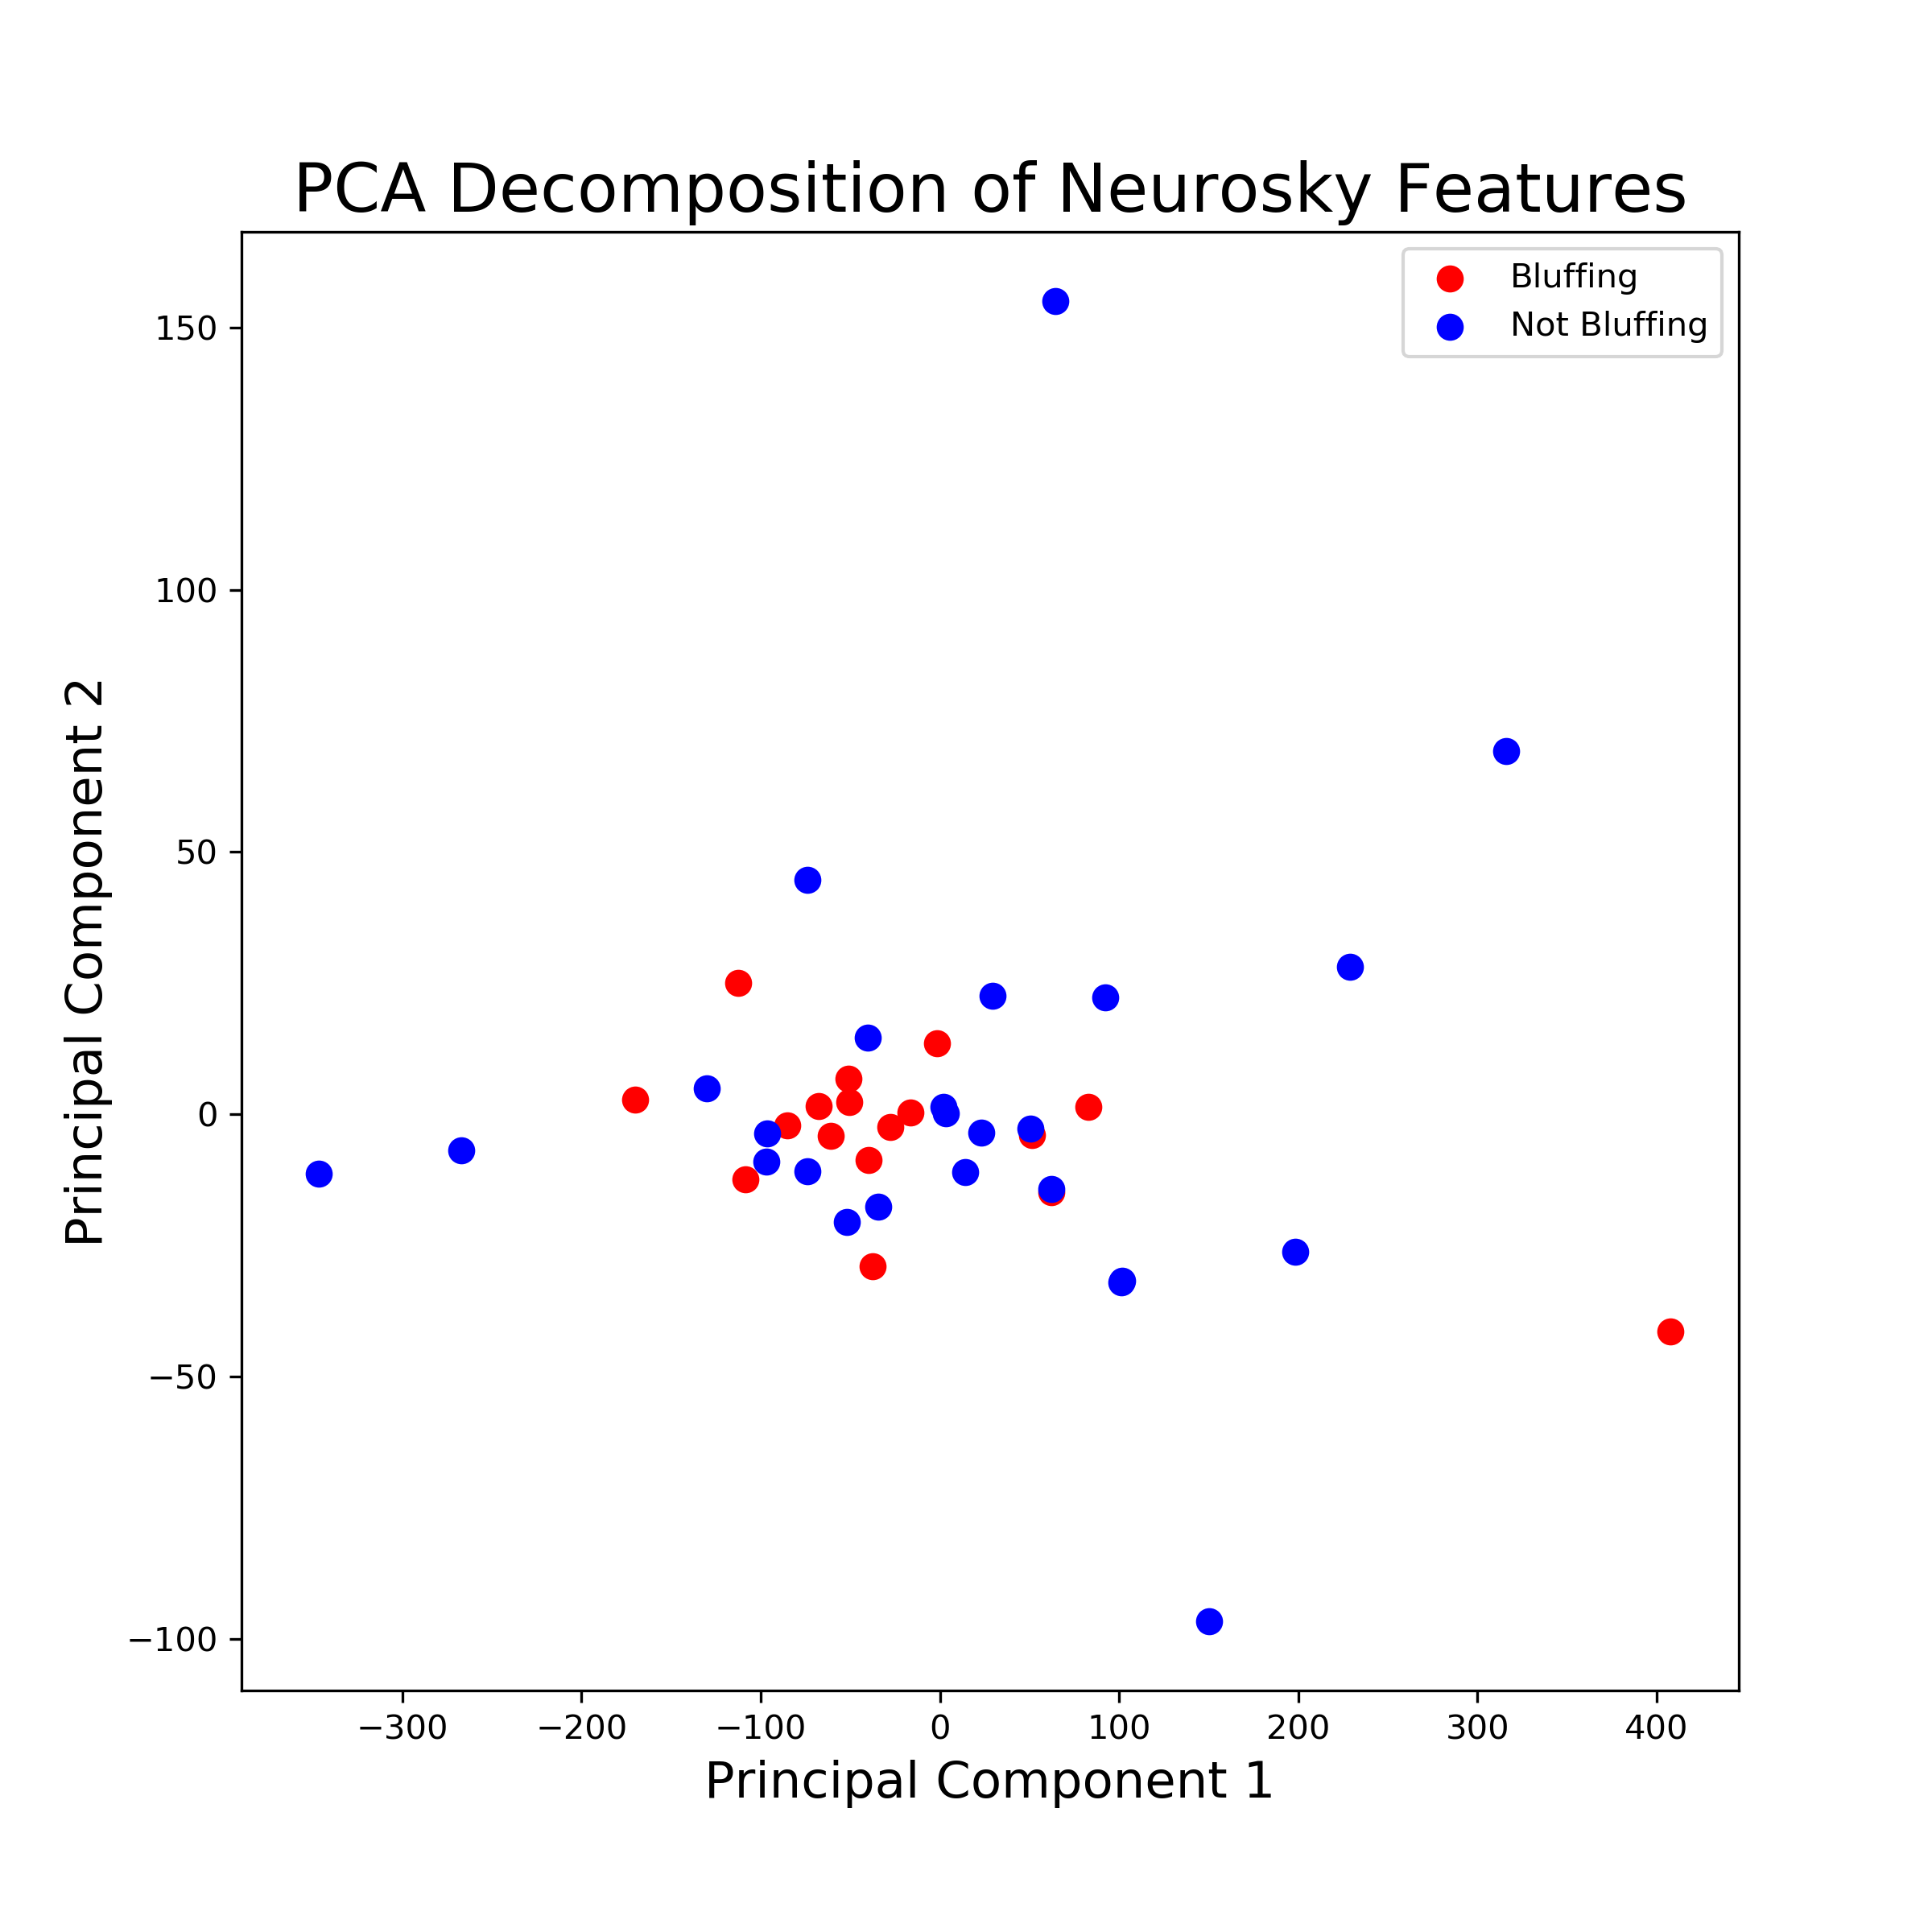 PCA Decomposition of Neurosky Features
Bluffing
Not Bluffing
150
100
50
0
−50
−100
Principal Component 2
−300 −200 −100 0 100 200 300 400
Principal Component 1